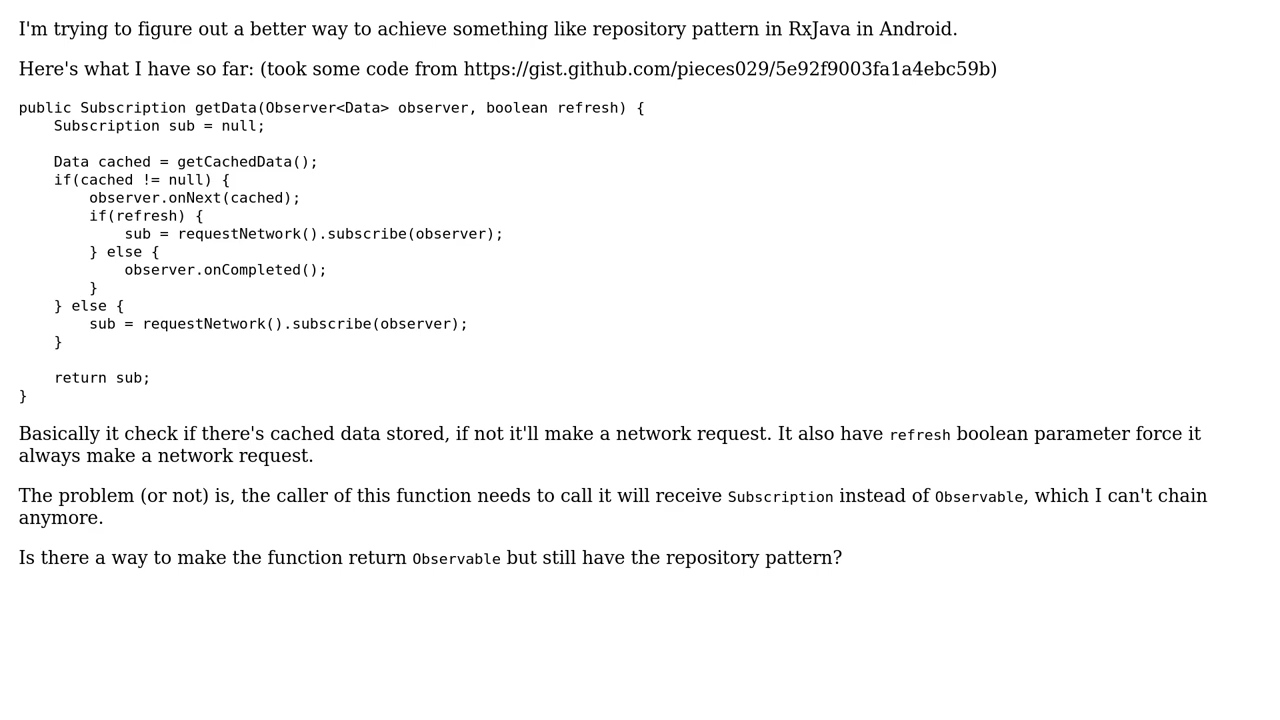 I'm trying to figure out a better way to achieve something like repository pattern in RxJava in Android.
Here's what I have so far: (took some code from https://gist.github.com/pieces029/5e92f9003fa1a4ebc59b)
public Subscription getData(Observer<Data> observer, boolean refresh) {
    Subscription sub = null;
    Data cached = getCachedData();
    if(cached != null) {
        observer.onNext(cached);
        if(refresh) {
            sub = requestNetwork().subscribe(observer);
        } else {
            observer.onCompleted();
        }
    } else {
        sub = requestNetwork().subscribe(observer);
    }
    return sub;
}
Basically it check if there's cached data stored, if not it'll make a network request. It also have refresh boolean parameter force it
always make a network request.
The problem (or not) is, the caller of this function needs to call it will receive Subscription instead of Observable, which I can't chain
anymore.
Is there a way to make the function return Observable but still have the repository pattern?